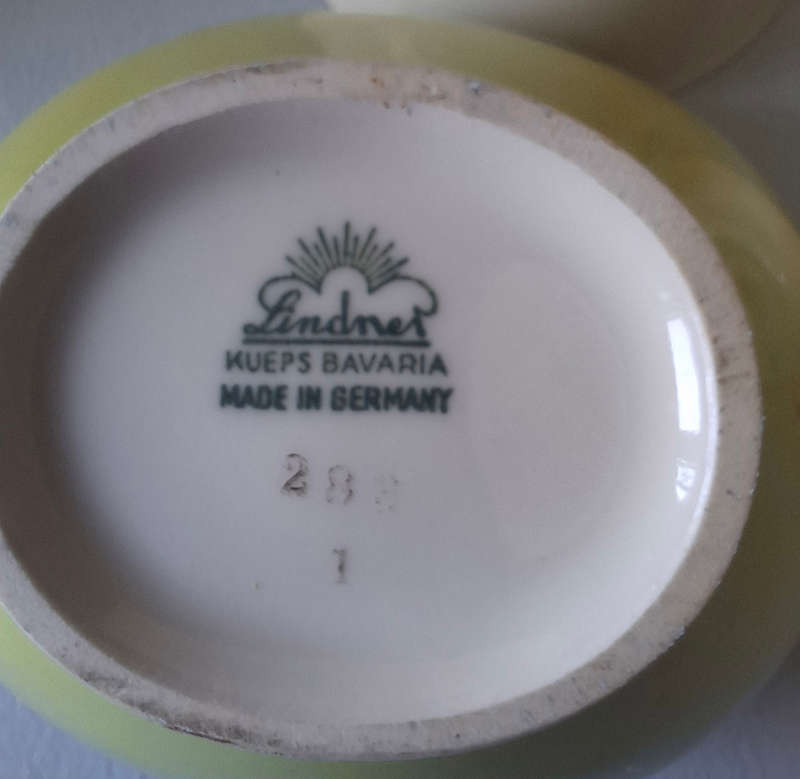 Lindner
KUEPS BAVARIA
MADE IN GERMANY
1